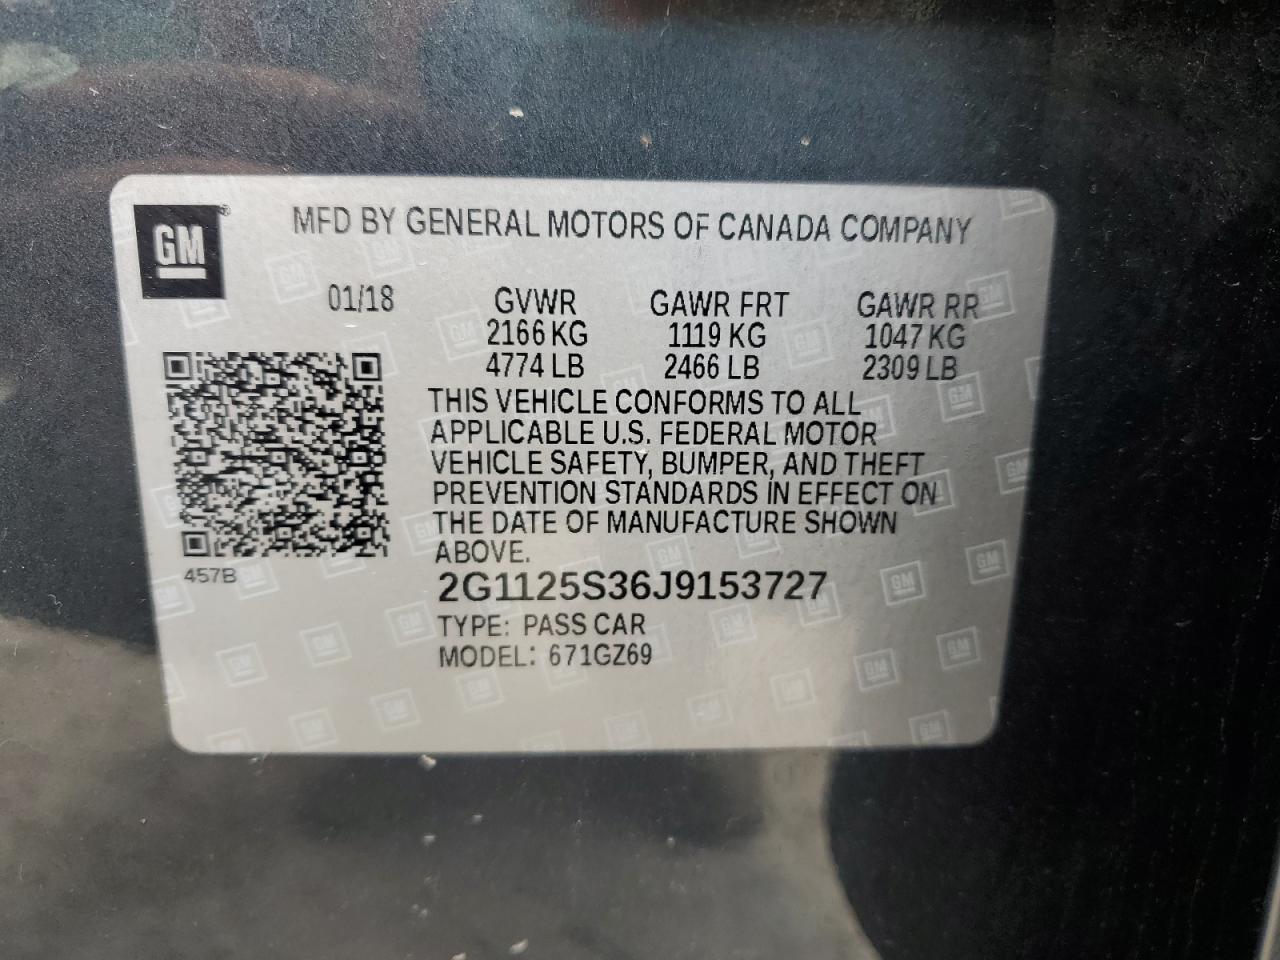 GM®
MFD BY GENERAL MOTORS OF CANADA COMPANY
01/18 GVWR GAWR FRT GAWR RR
2166 KG 1119 KG 1047 KG
4774 LB 2466 LB 2309 LB
THIS VEHICLE CONFORMS TO ALL
APPLICABLE U.S. FEDERAL MOTOR
VEHICLE SAFETY, BUMPER, AND THEFT
PREVENTION STANDARDS IN EFFECT ON
THE DATE OF MANUFACTURE SHOWN
ABOVE.
457B
2G1125S36J9153727
TYPE: PASS CAR
MODEL: 671GZ69